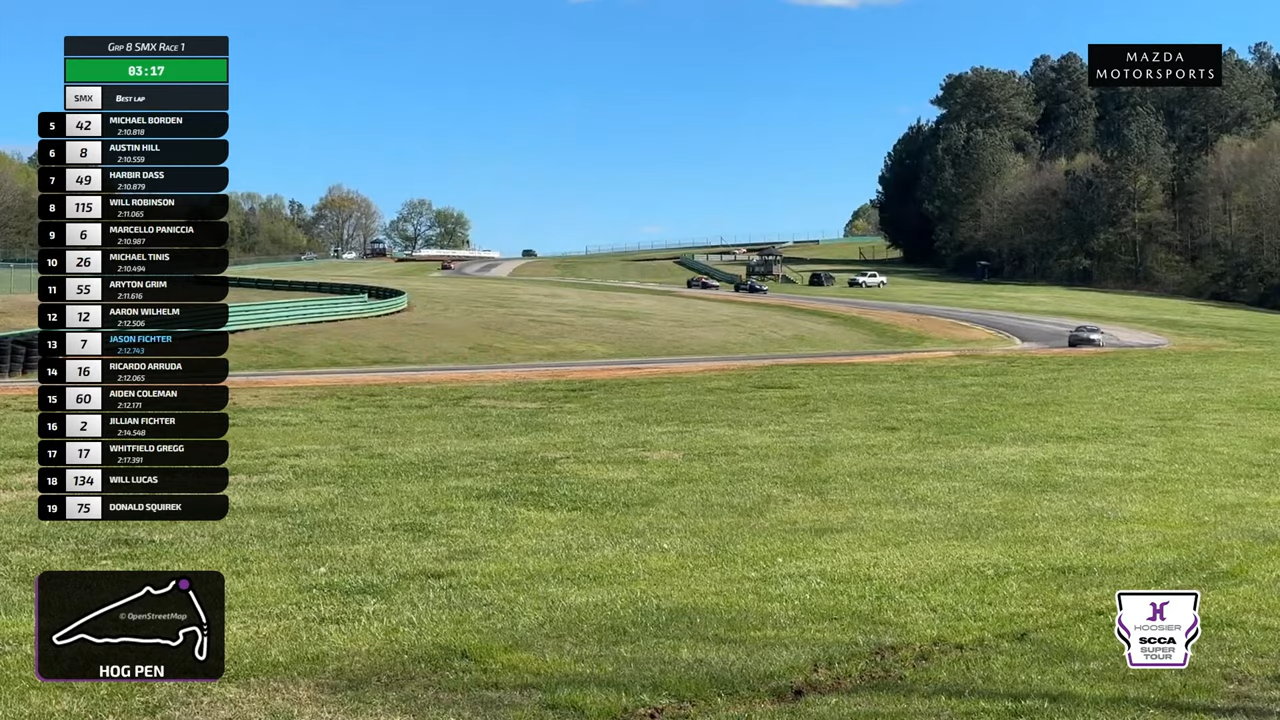 GRP 8 SMX RACE 1
03:17
SMX BEST LAP
5 42 MICHAEL BORDEN
2:10.818
6 8 AUSTIN HILL
2:10.559
7 49 HARBIR DASS
2:10.879
8 115 WILL ROBINSON
2:11.065
9 6 MARCELLO PANICCIA
2:10.987
10 26 MICHAEL TINIS
2:10.494
11 55 ARYTON GRIM
2:11.616
12 12 AARON WILHELM
2:12.506
13 7 JASON FICHTER
2:12.743
14 16 RICARDO ARRUDA
2:12.065
15 60 AIDEN COLEMAN
2:12.171
16 2 JILLIAN FICHTER
2:14.548
17 17 WHITFIELD GREGG
2:17.391
18 134 WILL LUCAS
19 75 DONALD SQUIREK
© OpenStreetMap
HOG PEN
MAZDA
MOTORSPORTS
H
HOOSIER
SCCA
SUPER
TOUR